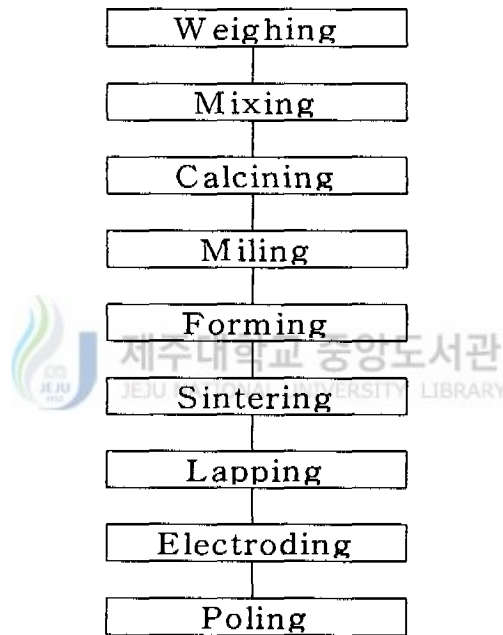 Weighing
Mixing
Calcining
Miling
Forming
제주대학교 중앙도서관
JEJU NATIONAL UNIVERSITY LIBRARY
JEJU
Sintering
Lapping
Electroding
Poling